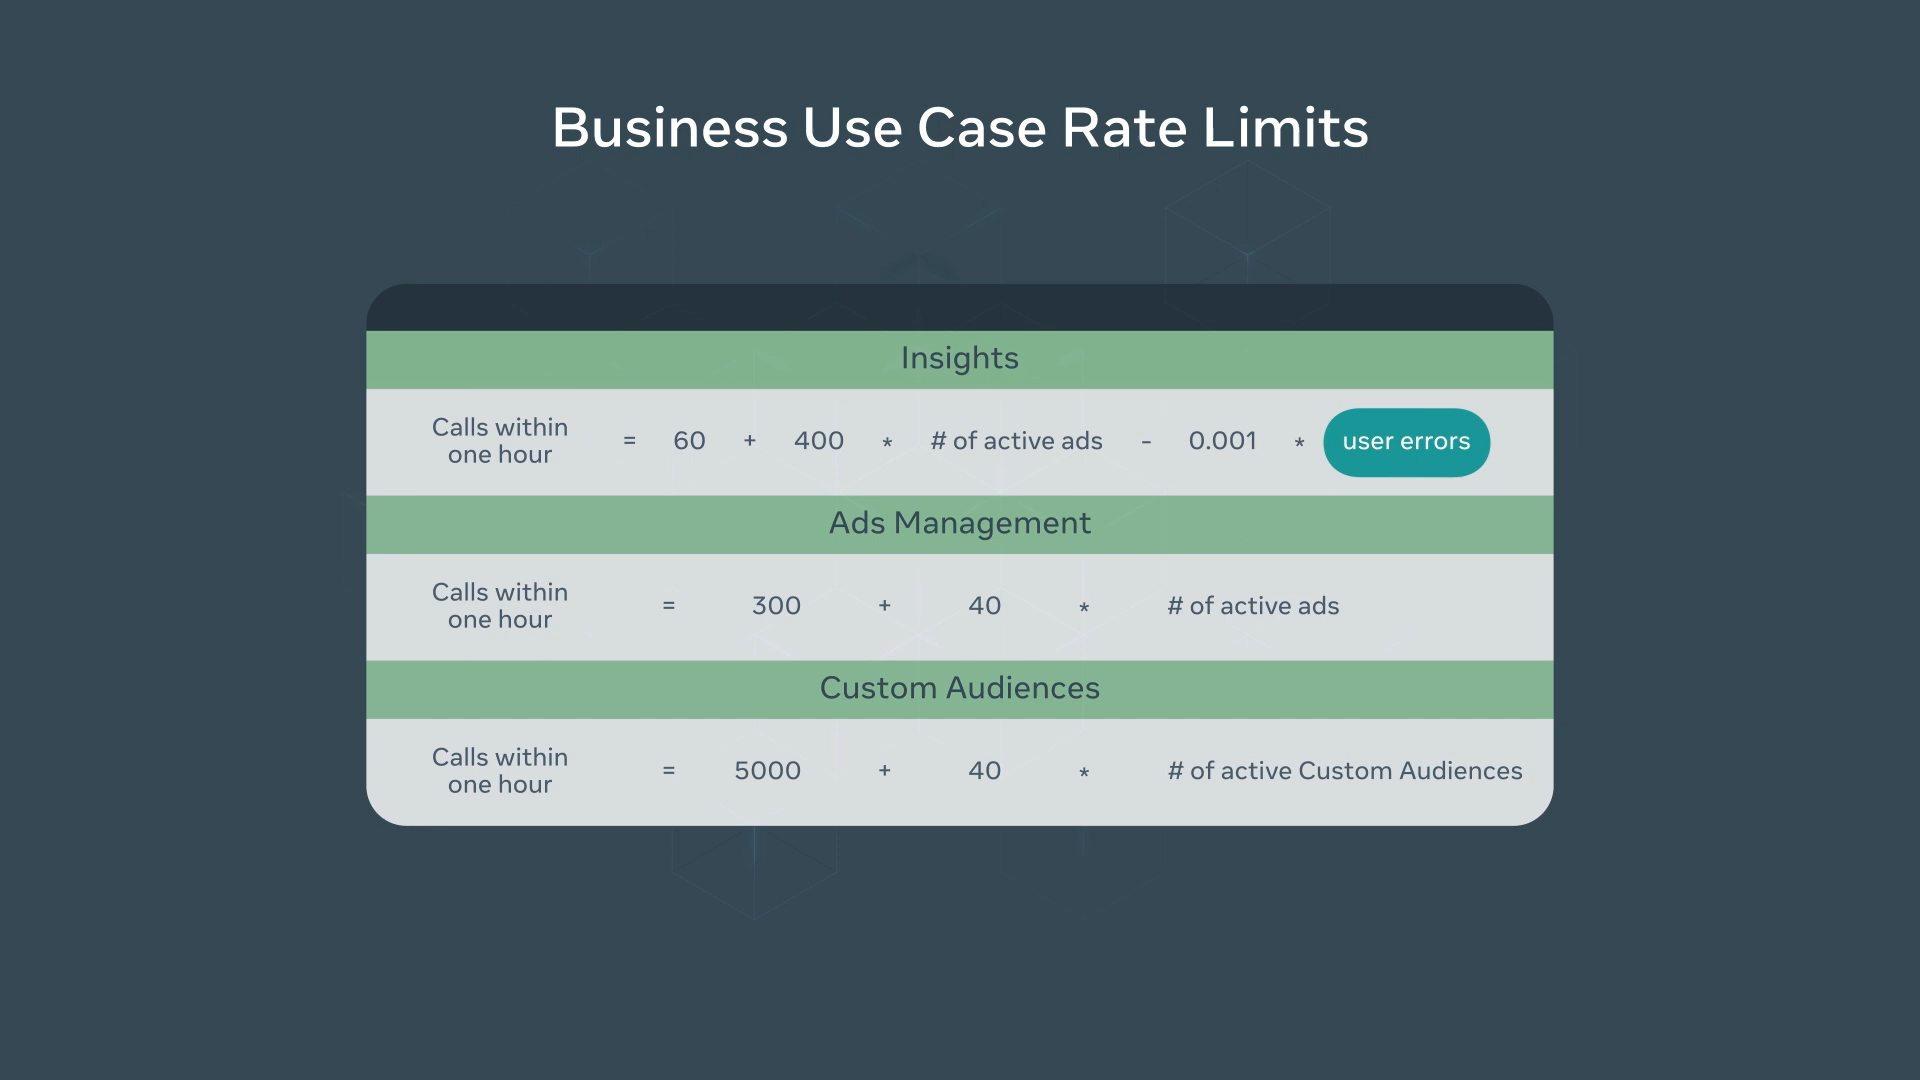 Business Use Case Rate Limits
Insights
Calls within
one hour
= 60 + 400 * # of active ads - 0.001 * user errors
Ads Management
Calls within
one hour
= 300 + 40 * # of active ads
Custom Audiences
Calls within
one hour
= 5000 + 40 * # of active Custom Audiences